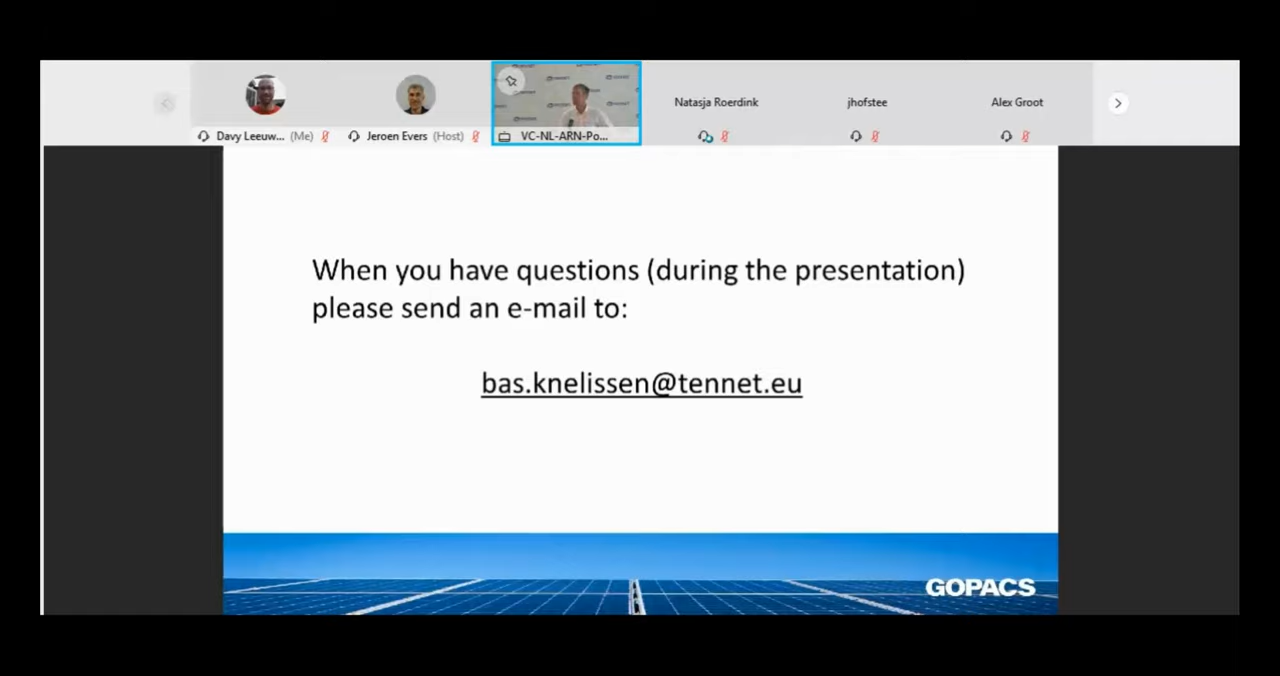 Natasja Roerdink
jhofstee
Alex Groot
Davy Leeuw... (Me)
Jeroen Evers (Host)
VC-NL-ARN-Po...
When you have questions (during the presentation)
please send an e-mail to:
bas.knelissen@tennet.eu
GOPACS